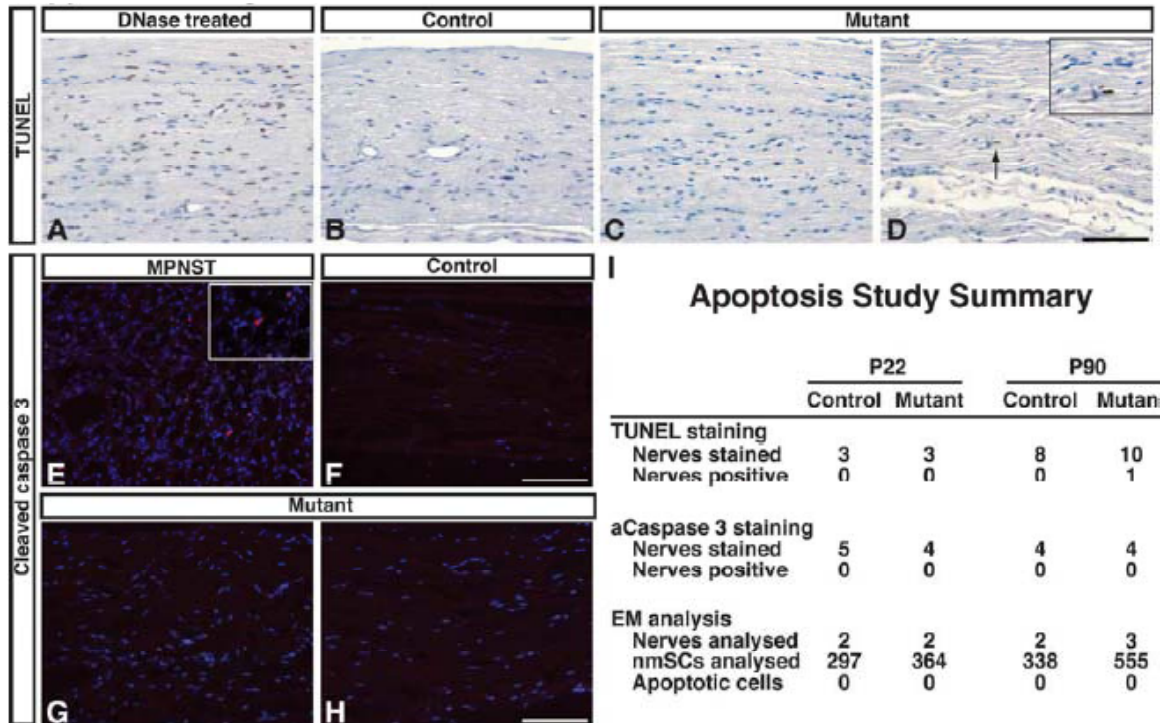 DNase treated Control Mutant
TUNEL
A B C D
MPNST Control
Cleaved caspase 3
E F
Mutant
G H
I
Apoptosis Study Summary
P22 P90
Control Mutant Control Mutan
TUNEL staining
Nerves stained 3 3 8 10
Nerves positive 0 0 0 1
aCaspase 3 staining
Nerves stained 5 4 4 4
Nerves positive 0 0 0 0
EM analysis
Nerves analysed 2 2 2 3
nmSCs analysed 297 364 338 555
Apoptotic cells 0 0 0 0